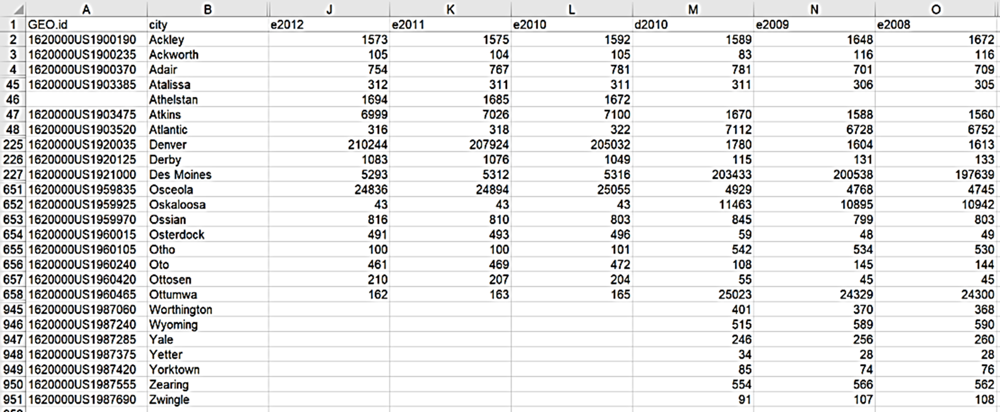 A B J K L M N O
1 GEO.id city e2012 e2011 e2010 d2010 e2009 e2008
2 1620000US1900190 Ackley 1573 1575 1592 1589 1648 1672
3 1620000US1900235 Ackworth 105 104 105 83 116 116
4 1620000US1900370 Adair 754 767 781 781 701 709
45 1620000US1903385 Atalissa 312 311 311 311 306 305
46 Athelstan 1694 1685 1672
47 1620000US1903475 Atkins 6999 7026 7100 1670 1588 1560
48 1620000US1903520 Atlantic 316 318 322 7112 6728 6752
225 1620000US1920035 Denver 210244 207924 205032 1780 1604 1613
226 1620000US1920125 Derby 1083 1076 1049 115 131 133
227 1620000US1921000 Des Moines 5293 5312 5316 203433 200538 197639
651 1620000US1959835 Osceola 24836 24894 25055 4929 4768 4745
652 1620000US1959925 Oskaloosa 43 43 43 11463 10895 10942
653 1620000US1959970 Ossian 816 810 803 845 799 803
654 1620000US1960015 Osterdock 491 493 496 59 48 49
655 1620000US1960105 Otho 100 100 101 542 534 530
656 1620000US1960240 Oto 461 469 472 108 145 144
657 1620000US1960420 Ottosen 210 207 204 55 45 45
658 1620000US1960465 Ottumwa 162 163 165 25023 24329 24300
945 1620000US1987060 Worthington 401 370 368
946 1620000US1987240 Wyoming 515 589 590
947 1620000US1987285 Yale 246 256 260
948 1620000US1987375 Yetter 34 28 28
949 1620000US1987420 Yorktown 85 74 76
950 1620000US1987555 Zearing 554 566 562
951 1620000US1987690 Zwingle 91 107 108